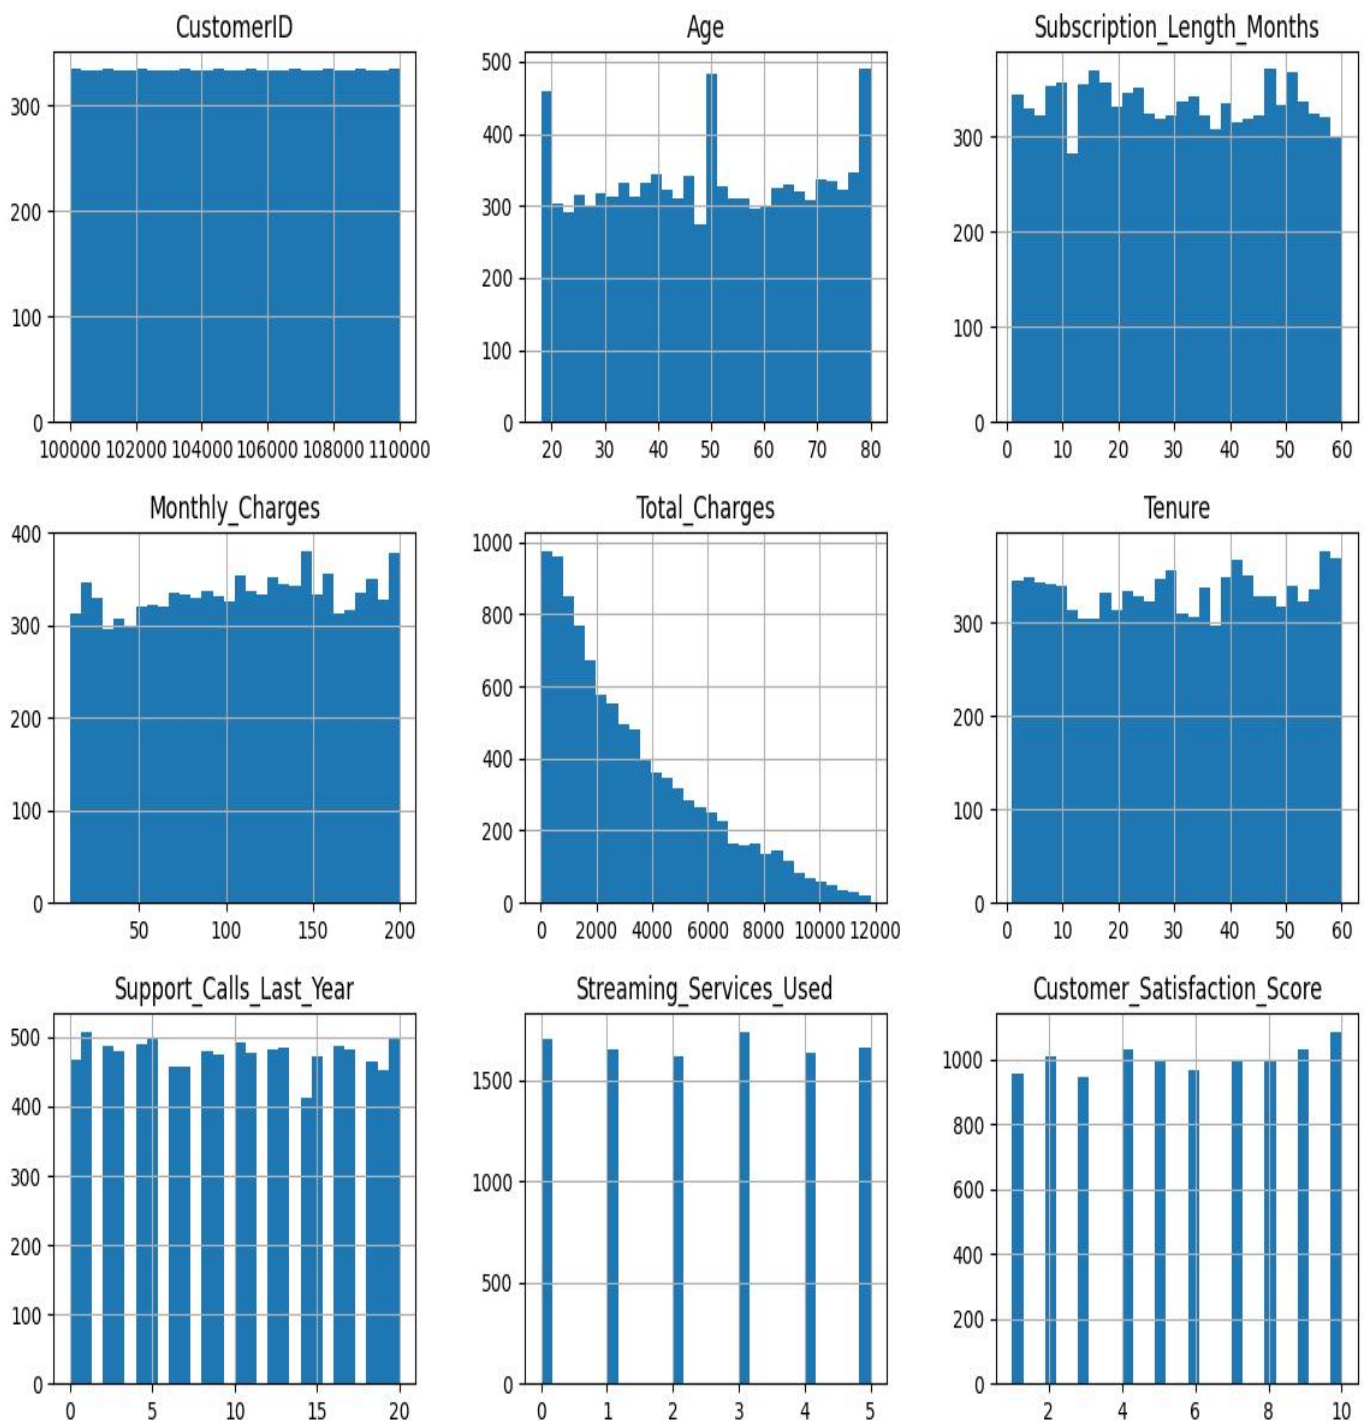 CustomerID
Age
Subscription_Length_Months
300
200
100
0
100000 102000 104000 106000 108000 110000
500
400
300
200
100
0
20 30 40 50 60 70 80
300
200
100
0
0 10 20 30 40 50 60
Monthly_Charges
Total_Charges
Tenure
400
300
200
100
0
50 100 150 200
1000
800
600
400
200
0
0 2000 4000 6000 8000 10000 12000
300
200
100
0
0 10 20 30 40 50 60
Support_Calls_Last_Year
Streaming_Services_Used
Customer_Satisfaction_Score
500
400
300
200
100
0
0 5 10 15 20
1500
1000
500
0
0 1 2 3 4 5
1000
800
600
400
200
0
2 4 6 8 10